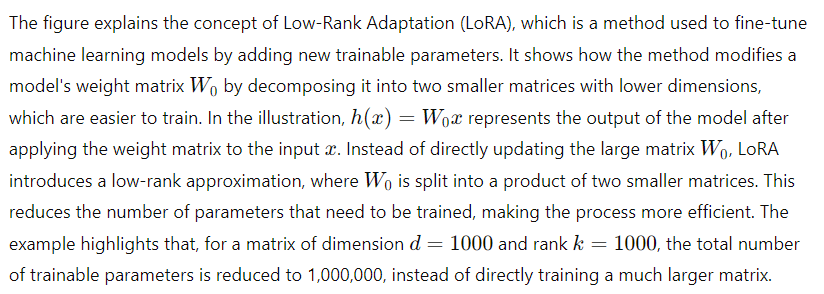 The figure explains the concept of Low-Rank Adaptation (LoRA), which is a method used to fine-tune
machine learning models by adding new trainable parameters. It shows how the method modifies a
model's weight matrix W₀ by decomposing it into two smaller matrices with lower dimensions,
which are easier to train. In the illustration, h(x) = W₀x represents the output of the model after
applying the weight matrix to the input x. Instead of directly updating the large matrix W₀, LoRA
introduces a low-rank approximation, where W₀ is split into a product of two smaller matrices. This
reduces the number of parameters that need to be trained, making the process more efficient. The
example highlights that, for a matrix of dimension d = 1000 and rank k = 1000, the total number
of trainable parameters is reduced to 1,000,000, instead of directly training a much larger matrix.